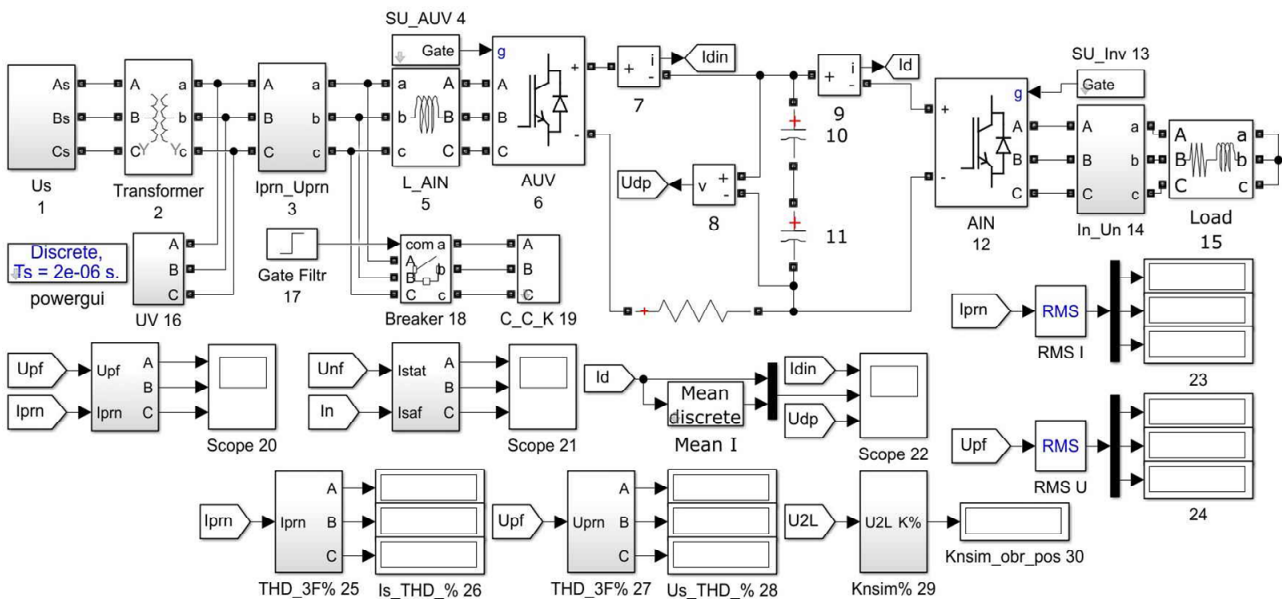 SU_AUV 4
Gate
g
As
Bs
Cs
Us
1
A
B
C
a
b
c
Y
Y
Transformer
2
A
B
C
a
b
c
Iprn_Uprn
3
a
b
c
A
B
C
L_AIN
5
A
B
C
+
-
AUV
6
+
-
i
Idin
7
Udp
v
+
-
8
+
-
i
Id
9
+
10
+
11
+
SU_Inv 13
Gate
g
+
-
A
B
C
AIN
12
a
b
c
In_Un 14
A
B
C
a
b
c
Load
15
Discrete,
Ts = 2e-06 s.
powergui
A
B
C
UV 16
Gate Filtr
17
com
A
B
C
a
b
c
Breaker 18
A
B
C
C_C_K 19
Upf
Iprn
Upf
Iprn
A
B
C
Scope 20
Unf
In
Istat
Isaf
A
B
C
Scope 21
Id
Mean
discrete
Mean I
Idin
Udp
Scope 22
Iprn
RMS
RMS I
23
Upf
RMS
RMS U
24
Iprn
Iprn
A
B
C
THD_3F% 25
Is_THD_% 26
Upf
Uprn
A
B
C
THD_3F% 27
Us_THD_% 28
U2L
U2L K%
Knsim% 29
Knsim_obr_pos 30